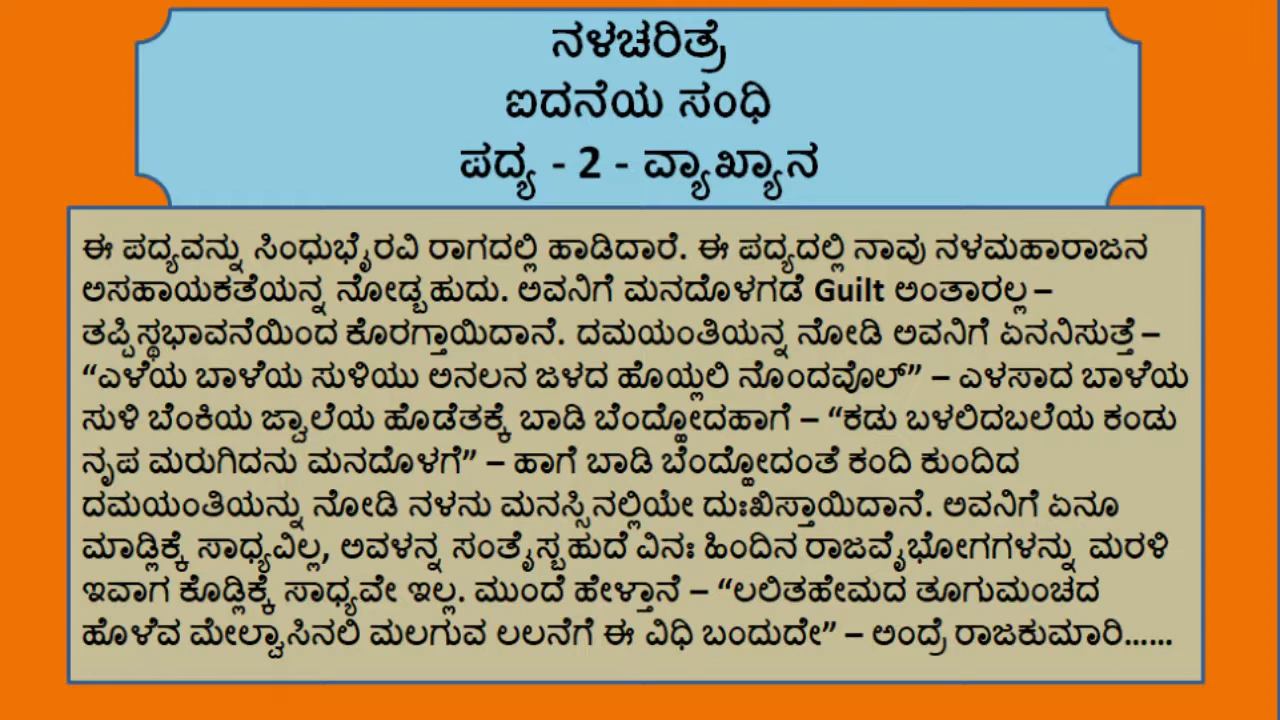 ನಳಚರಿತ್ರೆ
ಐದನೆಯ ಸಂಧಿ
ಪದ್ಯ - 2 - ವ್ಯಾಖ್ಯಾನ
ಈ ಪದ್ಯವನ್ನು ಸಿಂಧುಭೈರವಿ ರಾಗದಲ್ಲಿ ಹಾಡಿದಾರೆ. ಈ ಪದ್ಯದಲ್ಲಿ ನಾವು ನಳಮಹಾರಾಜನ
ಅಸಹಾಯಕತೆಯನ್ನ ನೋಡ್ಬಹುದು. ಅವನಿಗೆ ಮನದೊಳಗಡೆ Guilt ಅಂತಾರಲ್ಲ –
ತಪ್ಪಿಸ್ಥಭಾವನೆಯಿಂದ ಕೊರಗ್ತಾಯಿದಾನೆ. ದಮಯಂತಿಯನ್ನ ನೋಡಿ ಅವನಿಗೆ ಏನನಿಸುತ್ತೆ –
“ಎಳೆಯ ಬಾಳೆಯ ಸುಳಿಯು ಅನಲನ ಜಳದ ಹೊಯ್ಲಲಿ ನೊಂದವೊಲ್” – ಎಳಸಾದ ಬಾಳೆಯ
ಸುಳಿ ಬೆಂಕಿಯ ಜ್ವಾಲೆಯ ಹೊಡೆತಕ್ಕೆ ಬಾಡಿ ಬೆಂದ್ಹೋದಹಾಗೆ – “ಕಡು ಬಳಲಿದಬಲೆಯ ಕಂಡು
ನೃಪ ಮರುಗಿದನು ಮನದೊಳಗೆ” – ಹಾಗೆ ಬಾಡಿ ಬೆಂದ್ಹೋದಂತೆ ಕಂದಿ ಕುಂದಿದ
ದಮಯಂತಿಯನ್ನು ನೋಡಿ ನಳನು ಮನಸ್ಸಿನಲ್ಲಿಯೇ ದುಃಖಿಸ್ತಾಯಿದಾನೆ. ಅವನಿಗೆ ಏನೂ
ಮಾಡ್ಲಿಕ್ಕೆ ಸಾಧ್ಯವಿಲ್ಲ, ಅವಳನ್ನ ಸಂತೈಸ್ಬಹುದೆ ವಿನಃ ಹಿಂದಿನ ರಾಜವೈಭೋಗಗಳನ್ನು ಮರಳಿ
ಇವಾಗ ಕೊಡ್ಲಿಕ್ಕೆ ಸಾಧ್ಯವೇ ಇಲ್ಲ. ಮುಂದೆ ಹೇಳ್ತಾನೆ – “ಲಲಿತಹೇಮದ ತೂಗುಮಂಚದ
ಹೊಳೆವ ಮೇಲ್ವಾಸಿನಲಿ ಮಲಗುವ ಲಲನೆಗೆ ಈ ವಿಧಿ ಬಂದುದೇ” – ಅಂದ್ರೆ ರಾಜಕುಮಾರಿ......